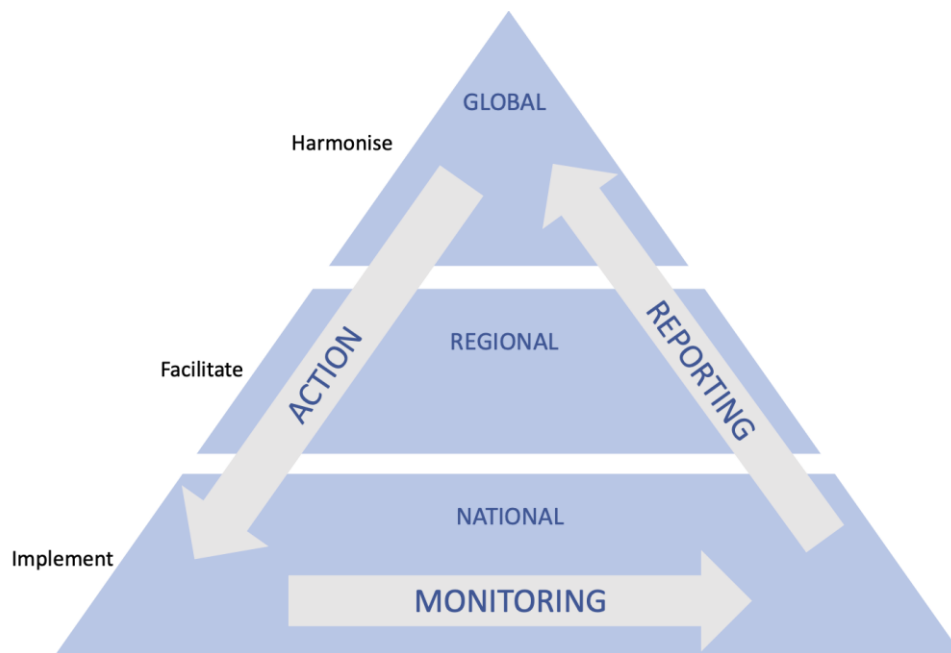 GLOBAL
Harmonise
REGIONAL
Facilitate
ACTION
REPORTING
NATIONAL
Implement
MONITORING